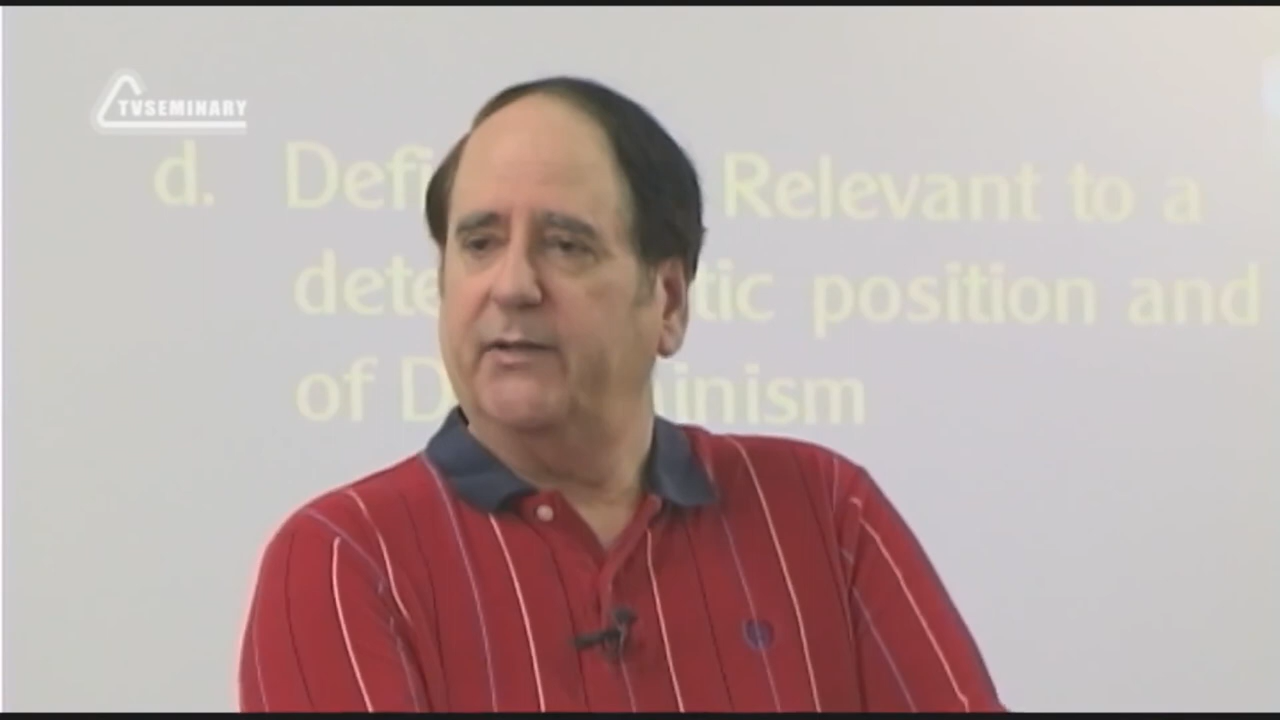 TVSEMINARY
d. Defi Relevant to a
dete tic position and
of D inism